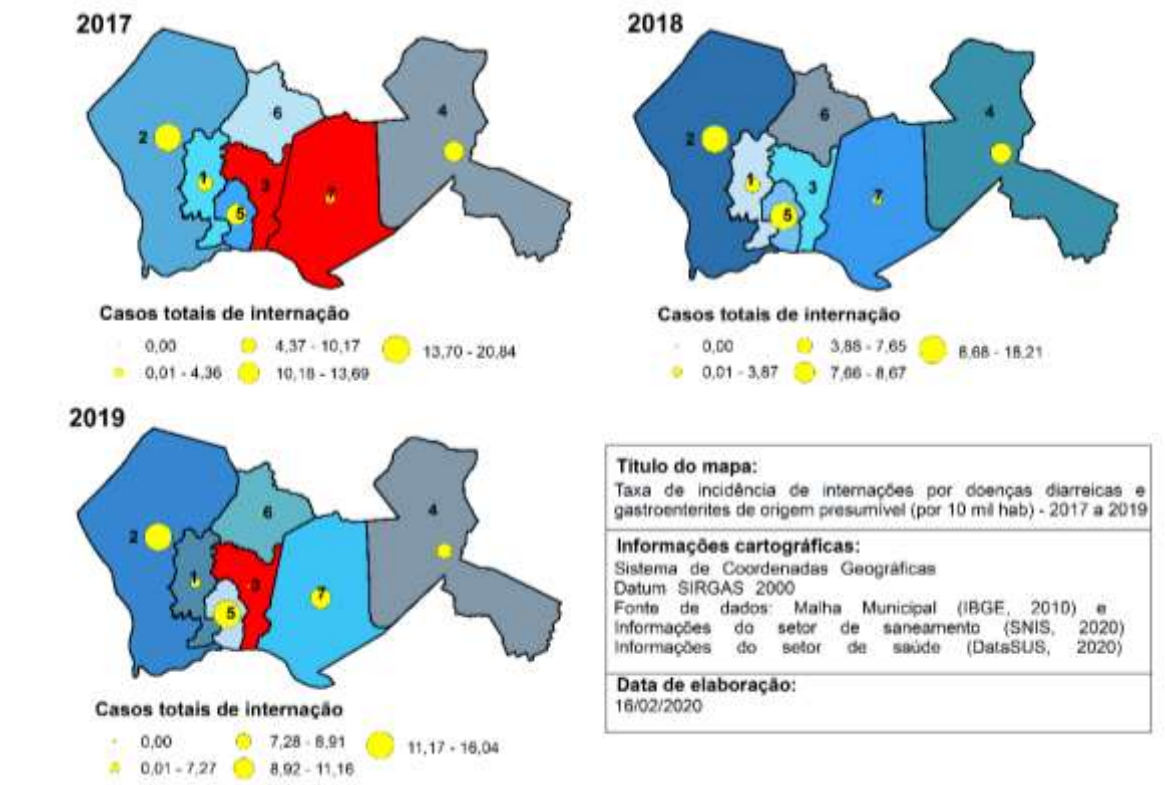 2017
2
6
4
1
3
7
5
Casos totais de internação
0,00
4,37 - 10,17
13,70 - 20,84
0,01 - 4,36
10,18 - 13,69
2018
2
6
4
1
3
7
5
Casos totais de internação
0,00
3,88 - 7,65
8,68 - 18,21
0,01 - 3,87
7,66 - 8,67
2019
2
6
4
1
3
7
5
Casos totais de internação
0,00
7,28 - 8,91
11,17 - 16,04
0,01 - 7,27
8,92 - 11,16
Título do mapa:
Taxa de incidência de internações por doenças diarreicas e
gastroenterites de origem presumível (por 10 mil hab) - 2017 a 2019
Informações cartográficas:
Sistema de Coordenadas Geográficas
Datum SIRGAS 2000
Fonte de dados: Malha Municipal (IBGE, 2010) e
Informações do setor de saneamento (SNIS, 2020)
Informações do setor de saúde (DataSUS, 2020)
Data de elaboração:
16/02/2020